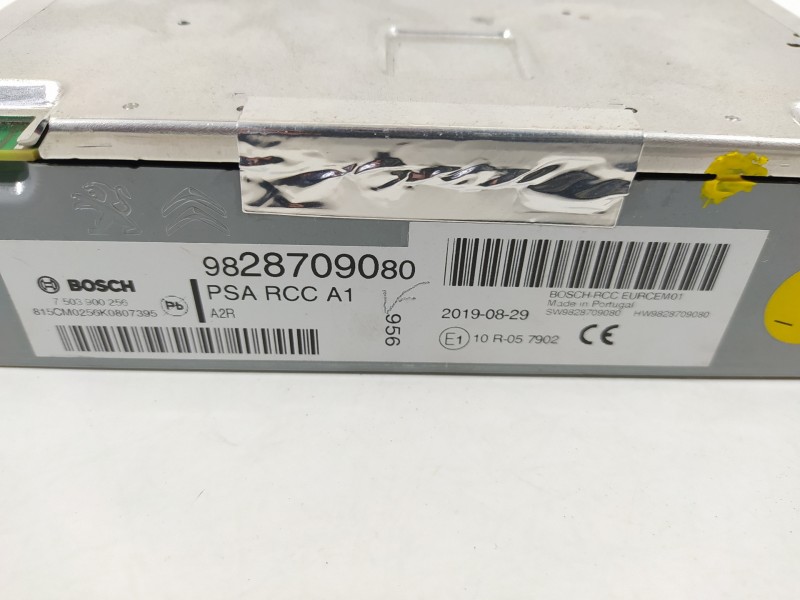 BOSCH
7 503 900 256
815CM0256K0807395
Pb
9828709080
PSA RCC A1
A2R
956
2019-08-29
E1 10 R-05 7902
BOSCH-RCC EURCEM01
Made in Portugal
SW9828709080 HW9828709080
CE